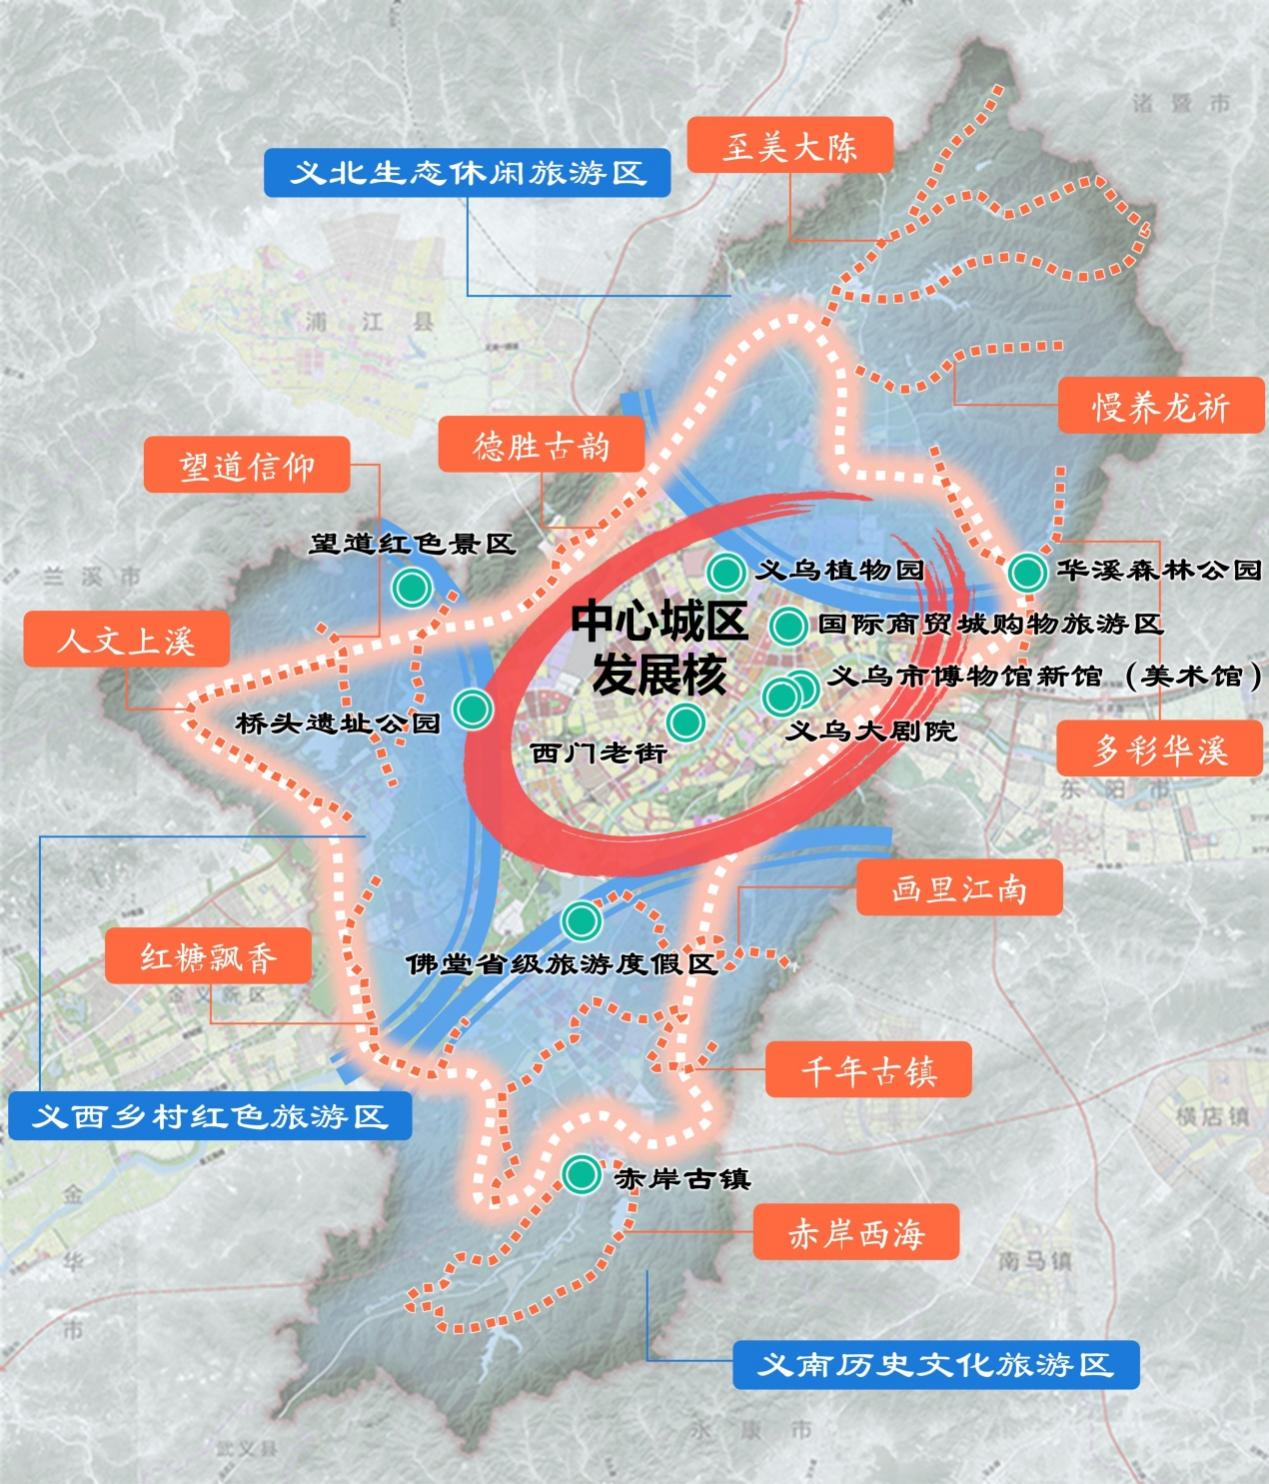 诸暨市
至美大陈
义北生态休闲旅游区
浦江县
慢养龙祈
德胜古韵
望道信仰
望道红色景区
兰溪市
义乌植物园
华溪森林公园
中心城区
发展核
国际商贸城购物旅游区
人文上溪
义乌市博物馆新馆（美术馆）
桥头遗址公园
义乌大剧院
西门老街
多彩华溪
东阳市
画里江南
红糖飘香
佛堂省级旅游度假区
金义新区
千年古镇
义西乡村红色旅游区
横店镇
赤岸古镇
金华市
赤岸西海
南马镇
义南历史文化旅游区
永康市
武义县